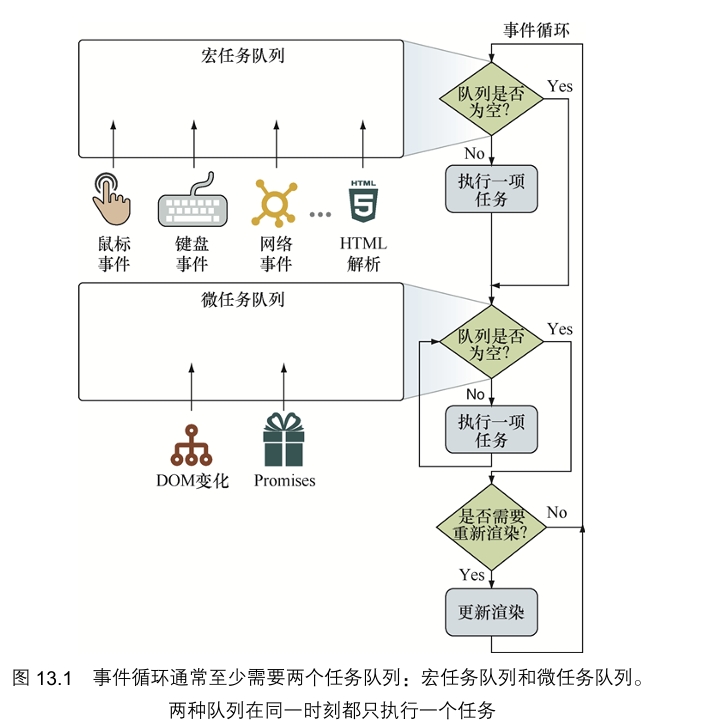 事件循环
宏任务队列
队列是否
为空?
Yes
No
执行一项
任务
HTML
5
鼠标
事件
键盘
事件
网络
事件
...
HTML
解析
微任务队列
队列是否
为空?
Yes
No
执行一项
任务
DOM变化
Promises
是否需要
重新渲染?
No
Yes
更新渲染
图 13.1 事件循环通常至少需要两个任务队列：宏任务队列和微任务队列。
两种队列在同一时刻都只执行一个任务